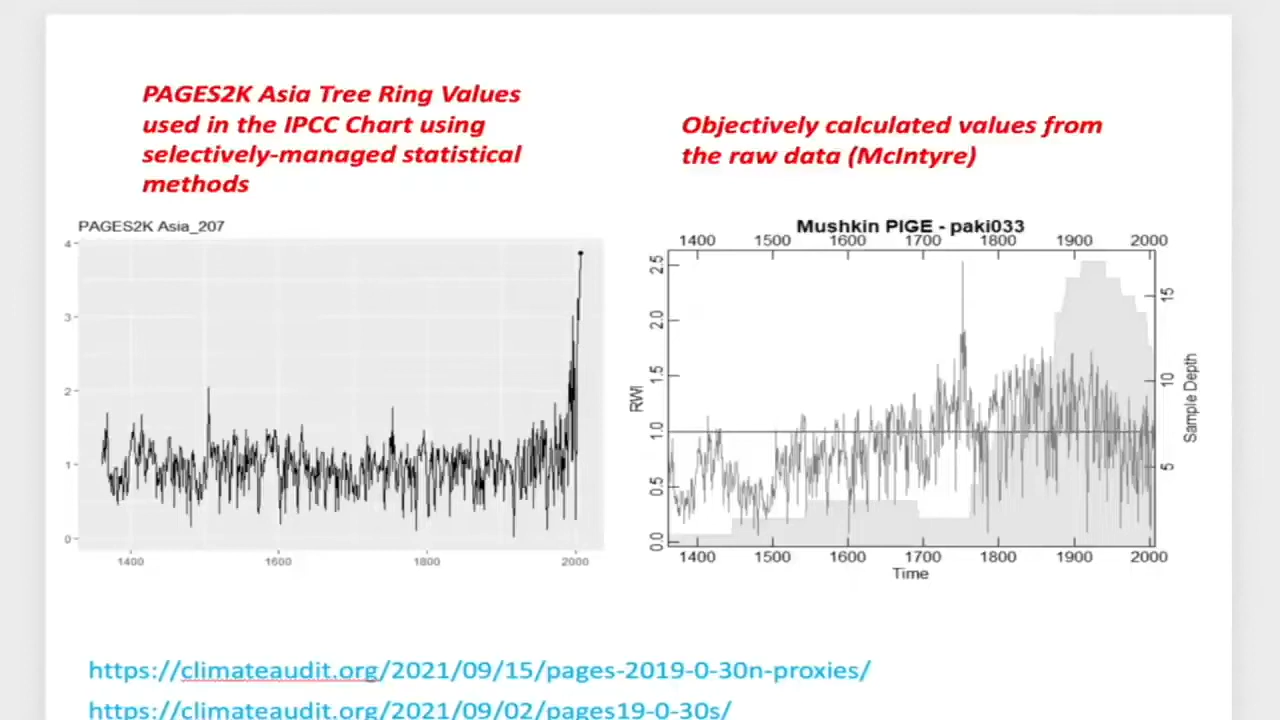 PAGES2K Asia Tree Ring Values
used in the IPCC Chart using
selectively-managed statistical
methods
Objectively calculated values from
the raw data (McIntyre)
PAGES2K Asia_207
4
3
2
1
0
1400 1600 1800 2000
Mushkin PIGE - paki033
1400 1500 1600 1700 1800 1900 2000
RWI
2.5
2.0
1.5
1.0
0.5
0.0
Sample Depth
15
10
5
1400 1500 1600 1700 1800 1900 2000
Time
https://climateaudit.org/2021/09/15/pages-2019-0-30n-proxies/
https://climateaudit.org/2021/09/02/pages19-0-30s/